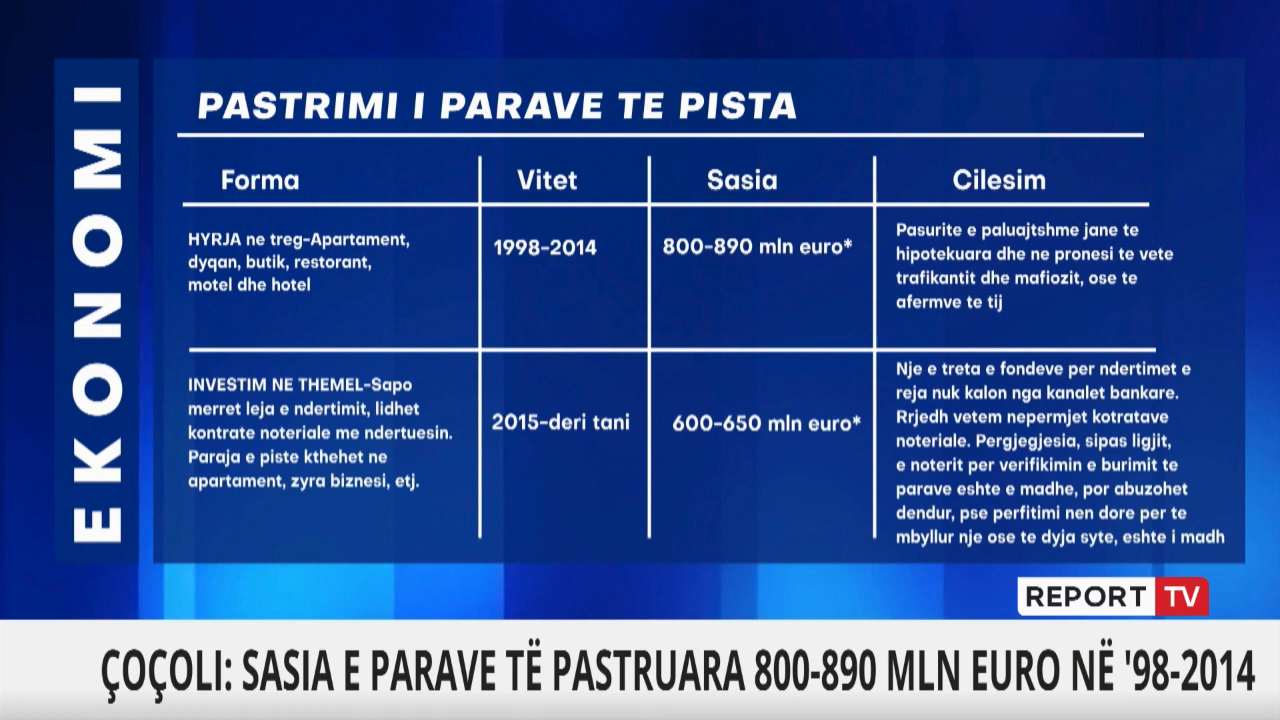 EKONOMI
PASTRIMI I PARAVE TE PISTA
Forma
Vitet
Sasia
Cilesim
HYRJA ne treg-Apartament,
dyqan, butik, restorant,
motel dhe hotel
1998-2014
800-890 mln euro*
Pasurite e paluajtshme jane te
hipotekuara dhe ne pronesi te vete
trafikantit dhe mafiozit, ose te
afermve te tij
INVESTIM NE THEMEL-Sapo
merret leja e ndertimit, lidhet
kontrate noteriale me ndertuesin.
Paraja e piste kthehet ne
apartament, zyra biznesi, etj.
2015-deri tani
600-650 mln euro*
Nje e treta e fondeve per ndertimet e
reja nuk kalon nga kanalet bankare.
Rrjedh vetem nepermjet kotratave
noteriale. Pergjegjesia, sipas ligjit,
e noterit per verifikimin e burimit te
parave eshte e madhe, por abuzohet
dendur, pse perfitimi nen dore per te
mbyllur nje ose te dyja syte, eshte i madh
REPORT TV
ÇOÇOLI: SASIA E PARAVE TË PASTRUARA 800-890 MLN EURO NË '98-2014